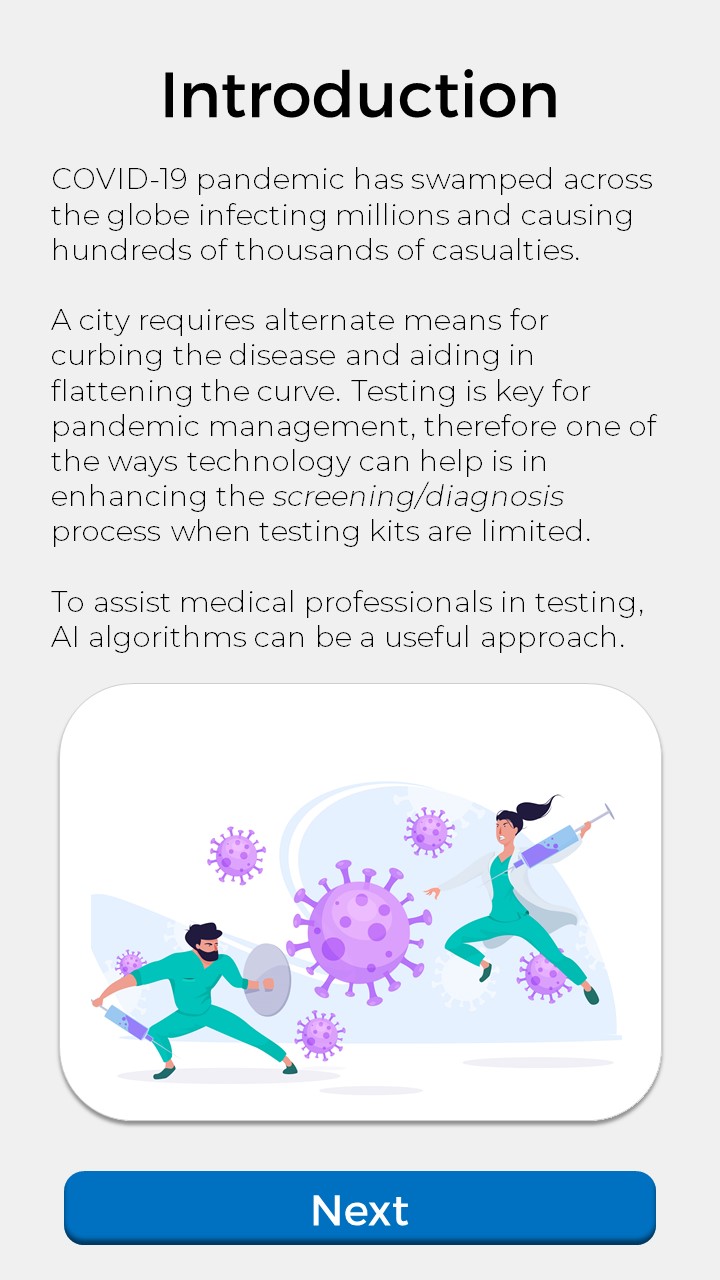 Introduction
COVID-19 pandemic has swamped across
the globe infecting millions and causing
hundreds of thousands of casualties.
A city requires alternate means for
curbing the disease and aiding in
flattening the curve. Testing is key for
pandemic management, therefore one of
the ways technology can help is in
enhancing the screening/diagnosis
process when testing kits are limited.
To assist medical professionals in testing,
AI algorithms can be a useful approach.
Next